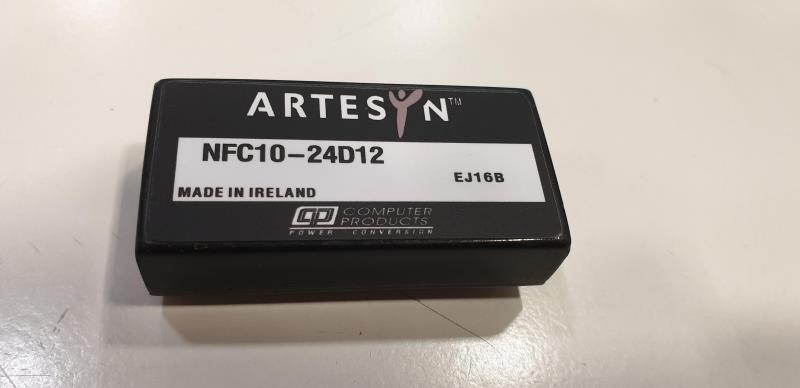 ARTESYN™
NFC10-24D12
EJ16B
MADE IN IRELAND
cp COMPUTER
PRODUCTS
POWER CONVERSION